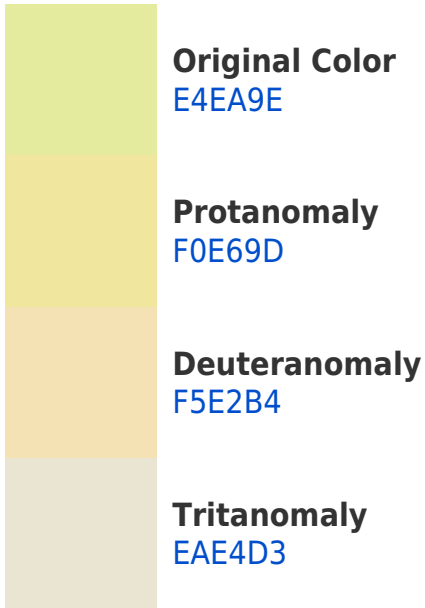 Original Color
E4EA9E
Protanomaly
F0E69D
Deuteranomaly
F5E2B4
Tritanomaly
EAE4D3